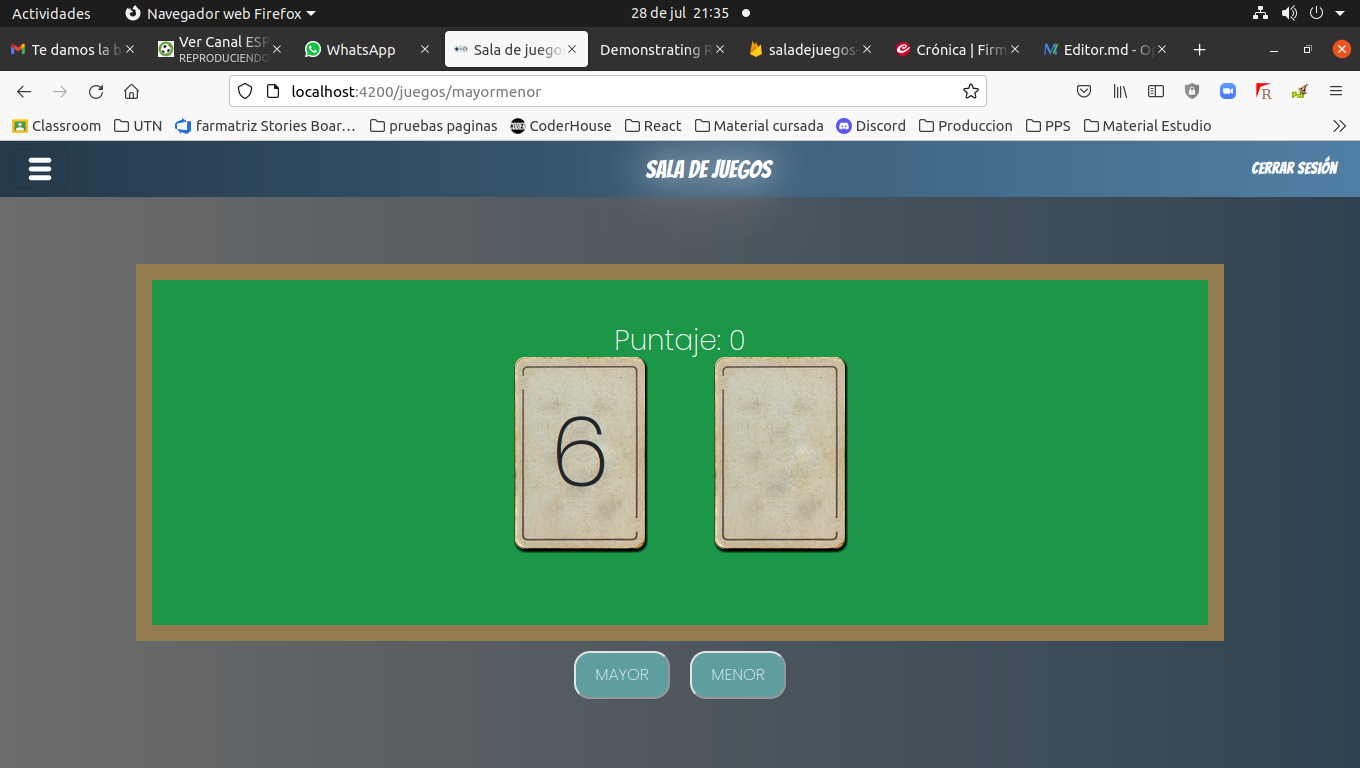 Actividades Navegador web Firefox 28 de jul 21:35
Te damos la b Ver Canal ESP WhatsApp Sala de juego Demonstrating R saladejuegos- Crónica | Firm Editor.md - Op
REPRODUCIENDO
localhost:4200/juegos/mayormenor
Classroom UTN farmatriz Stories Boar… pruebas paginas CoderHouse React Material cursada Discord Produccion PPS Material Estudio
SALA DE JUEGOS CERRAR SESIÓN
Puntaje: 0
6
MAYOR MENOR